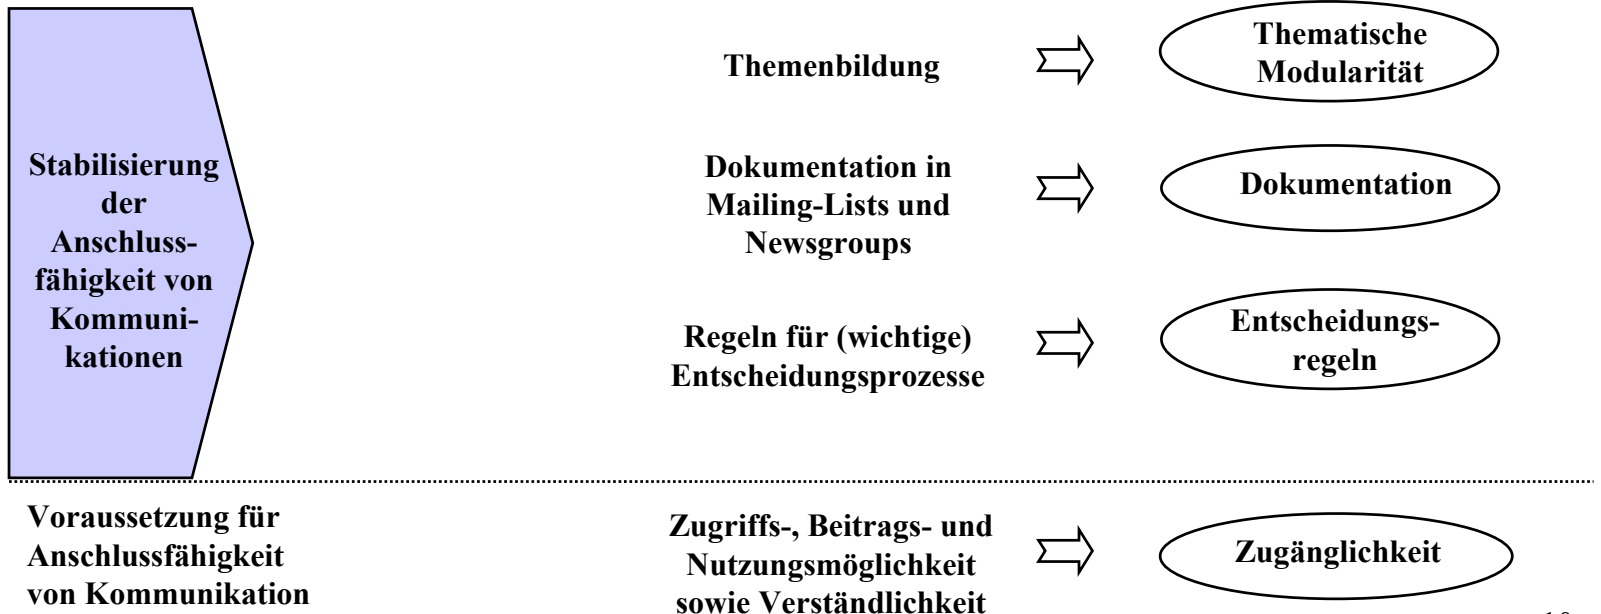 Stabilisierung
der
Anschluss-
fähigkeit von
Kommuni-
kationen
Themenbildung
Thematische
Modularität
Dokumentation in
Mailing-Lists und
Newsgroups
Dokumentation
Regeln für (wichtige)
Entscheidungsprozesse
Entscheidungs-
regeln
Voraussetzung für
Anschlussfähigkeit
von Kommunikation
Zugriffs-, Beitrags- und
Nutzungsmöglichkeit
sowie Verständlichkeit
Zugänglichkeit